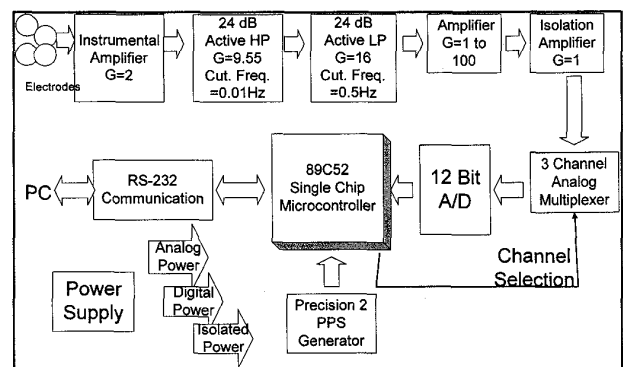 Electrodes
Instrumental
Amplifier
G=2
24 dB
Active HP
G=9.55
Cut. Freq.
=0.01Hz
24 dB
Active LP
G=16
Cut. Freq.
=0.5Hz
Amplifier
G=1 to
100
Isolation
Amplifier
G=1
PC
RS-232
Communication
89C52
Single Chip
Microcontroller
12 Bit
A/D
3 Channel
Analog
Multiplexer
Channel
Selection
Power
Supply
Analog
Power
Digital
Power
Isolated
Power
Precision 2
PPS
Generator